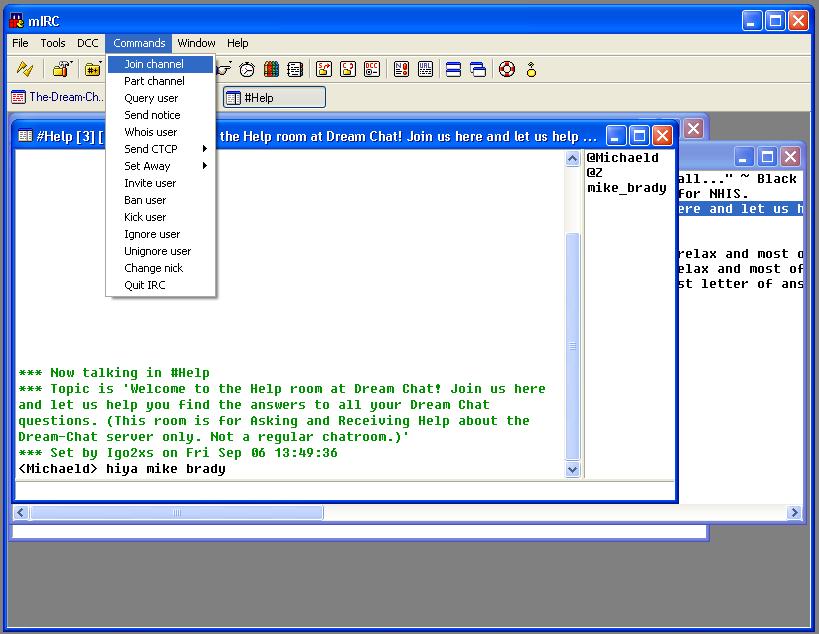 mIRC
File Tools DCC Commands Window Help
The-Dream-Ch.. #Help
Join channel
Part channel
Query user
Send notice
Whois user
Send CTCP
Set Away
Invite user
Ban user
Kick user
Ignore user
Unignore user
Change nick
Quit IRC
#Help [3] [ the Help room at Dream Chat! Join us here and let us help ...
@Michaeld
@Z
mike_brady
*** Now talking in #Help
*** Topic is 'Welcome to the Help room at Dream Chat! Join us here
and let us help you find the answers to all your Dream Chat
questions. (This room is for Asking and Receiving Help about the
Dream-Chat server only. Not a regular chatroom.)'
*** Set by Igo2xs on Fri Sep 06 13:49:36
<Michaeld> hiya mike brady
all..." ~ Black
for NHIS.
ere and let us h
relax and most o
elax and most of
st letter of ans